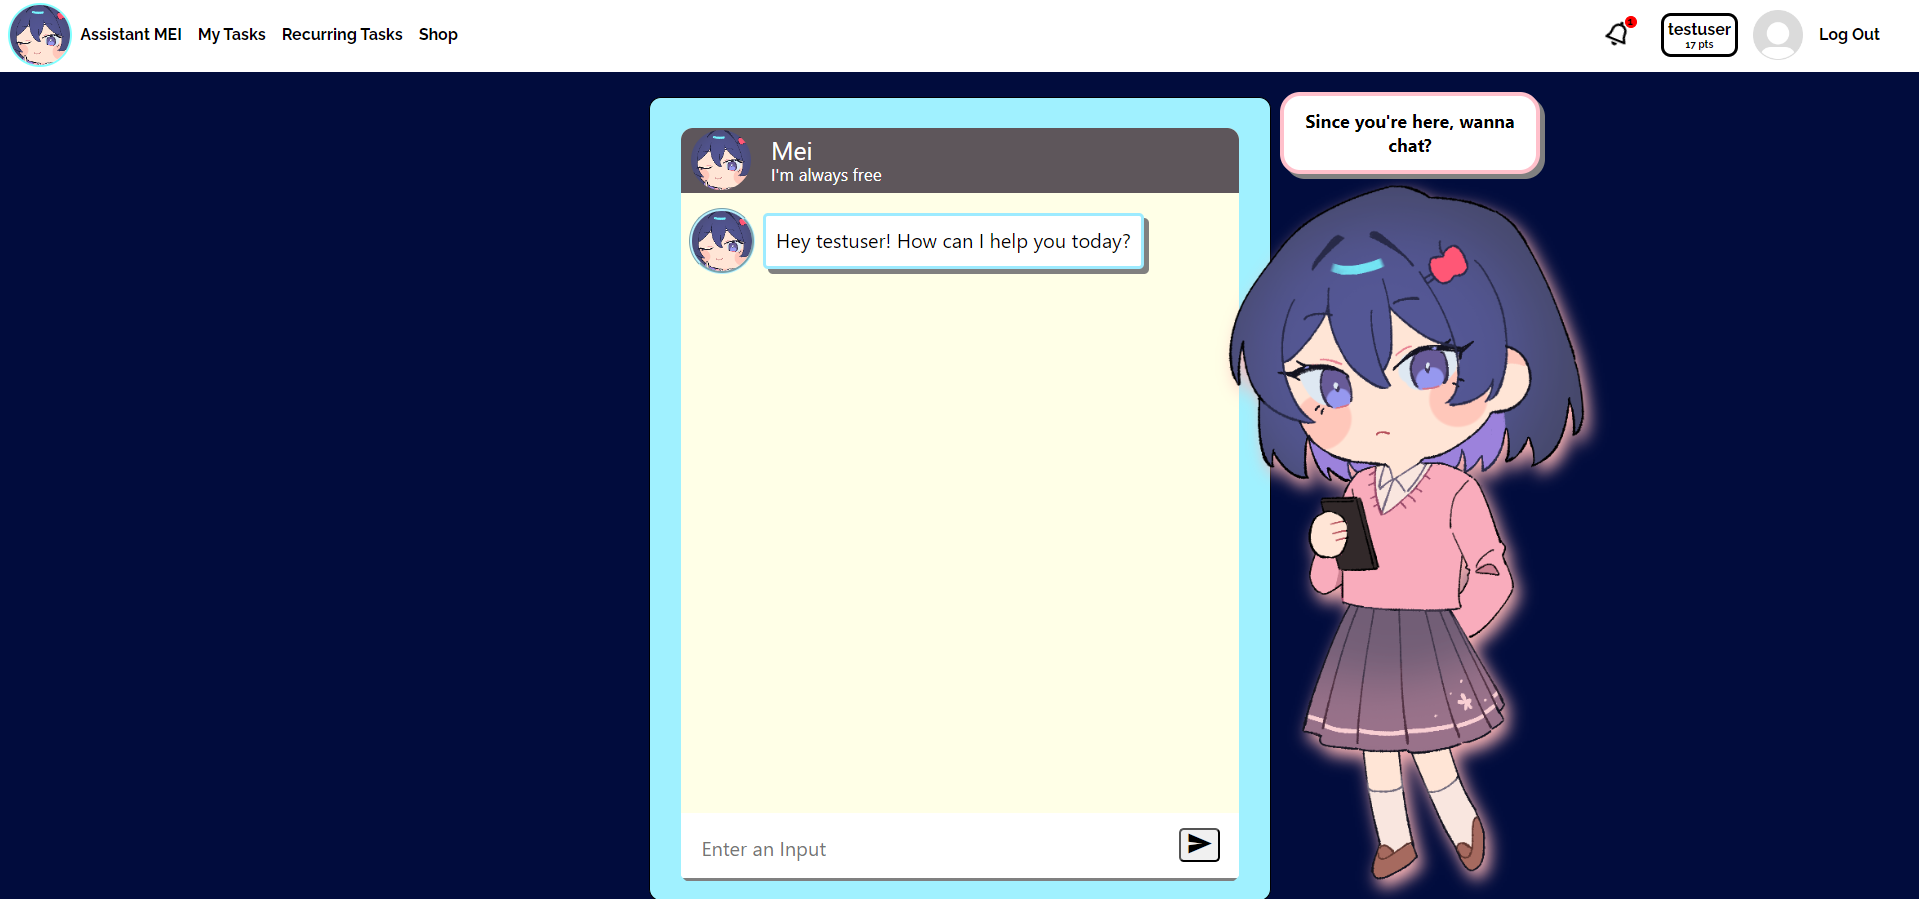 Assistant MEI My Tasks Recurring Tasks Shop
1
testuser
17 pts
Log Out
Since you're here, wanna
chat?
Mei
I'm always free
Hey testuser! How can I help you today?
Enter an Input